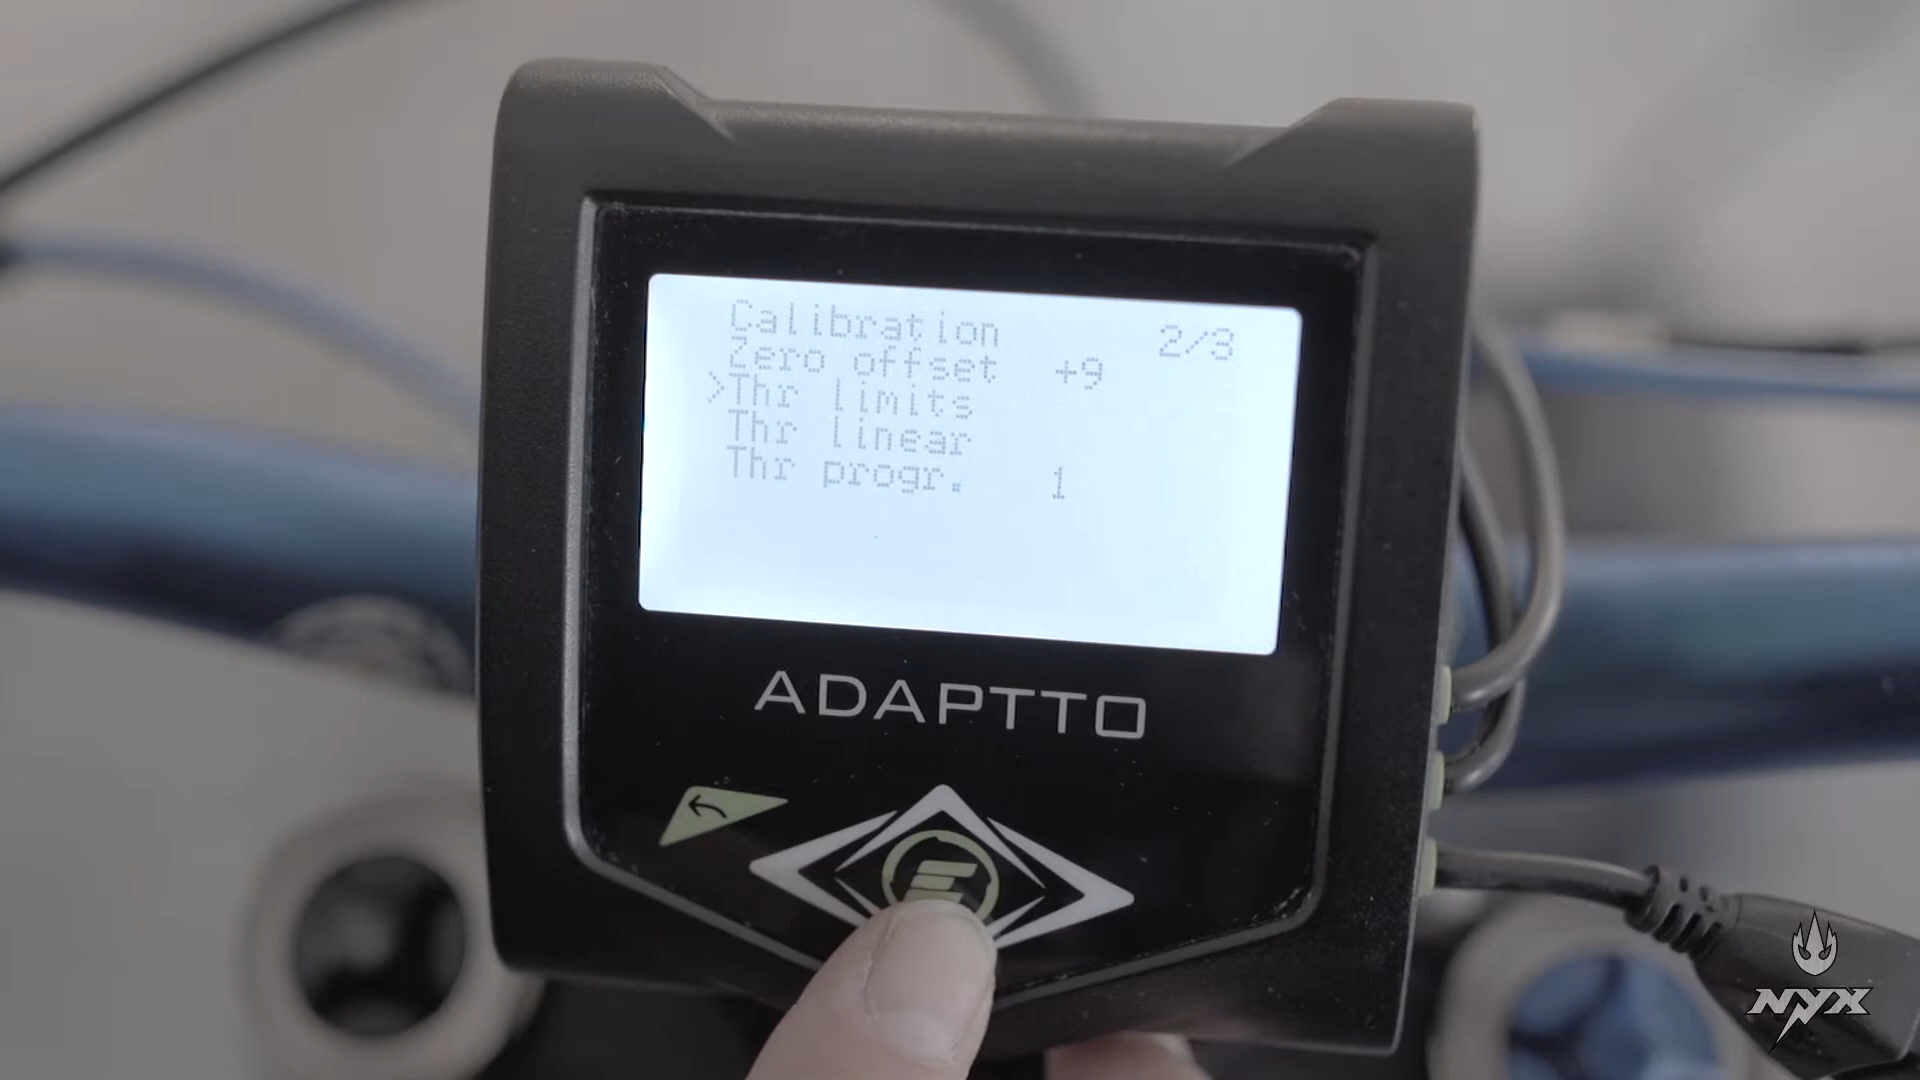 Calibration 2/3
Zero offset +9
>Thr limits
Thr linear
Thr progr. 1
ADAPTTO
E
NYX